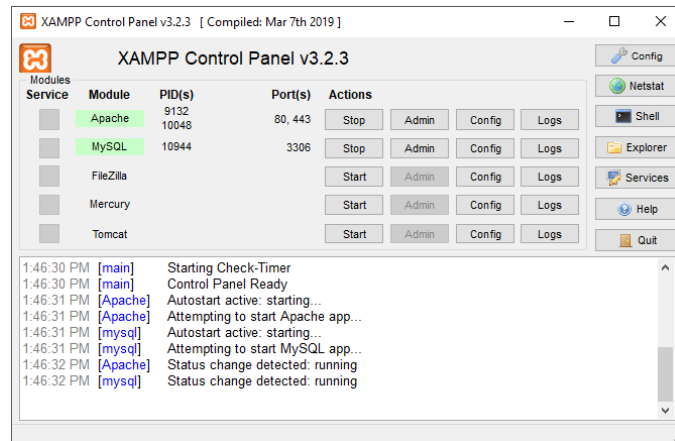 XAMPP Control Panel v3.2.3 [ Compiled: Mar 7th 2019 ]
XAMPP Control Panel v3.2.3
Config
Modules
Service Module PID(s) Port(s) Actions
Netstat
Apache 9132 10048 80, 443 Stop Admin Config Logs
Shell
MySQL 10944 3306 Stop Admin Config Logs
Explorer
FileZilla Start Admin Config Logs
Services
Mercury Start Admin Config Logs
Help
Tomcat Start Admin Config Logs
Quit
1:46:30 PM [main] Starting Check-Timer
1:46:30 PM [main] Control Panel Ready
1:46:31 PM [Apache] Autostart active: starting...
1:46:31 PM [Apache] Attempting to start Apache app...
1:46:31 PM [mysql] Autostart active: starting...
1:46:31 PM [mysql] Attempting to start MySQL app...
1:46:32 PM [Apache] Status change detected: running
1:46:32 PM [mysql] Status change detected: running